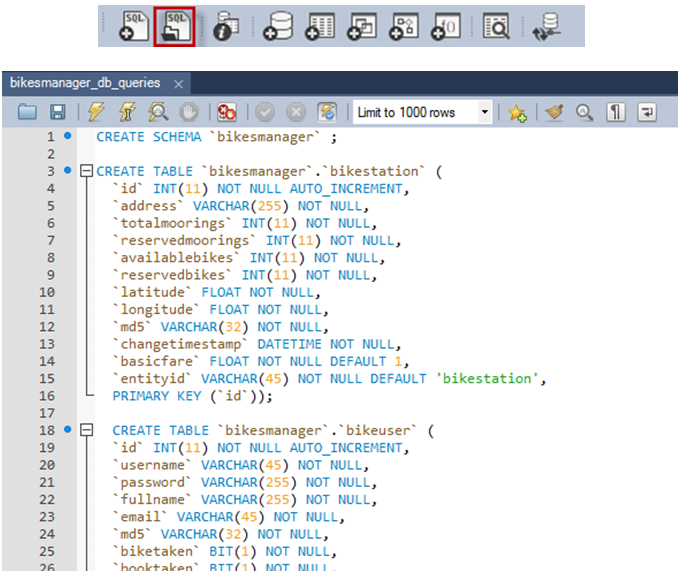 SQL
SQL
bikesmanager_db_queries
Limit to 1000 rows
1 CREATE SCHEMA `bikesmanager` ;
2
3 CREATE TABLE `bikesmanager`.`bikestation` (
4 `id` INT(11) NOT NULL AUTO_INCREMENT,
5 `address` VARCHAR(255) NOT NULL,
6 `totalmoorings` INT(11) NOT NULL,
7 `reservedmoorings` INT(11) NOT NULL,
8 `availablebikes` INT(11) NOT NULL,
9 `reservedbikes` INT(11) NOT NULL,
10 `latitude` FLOAT NOT NULL,
11 `longitude` FLOAT NOT NULL,
12 `md5` VARCHAR(32) NOT NULL,
13 `changetimestamp` DATETIME NOT NULL,
14 `basicfare` FLOAT NOT NULL DEFAULT 1,
15 `entityid` VARCHAR(45) NOT NULL DEFAULT 'bikestation',
16 PRIMARY KEY (`id`));
17
18 CREATE TABLE `bikesmanager`.`bikeuser` (
19 `id` INT(11) NOT NULL AUTO_INCREMENT,
20 `username` VARCHAR(45) NOT NULL,
21 `password` VARCHAR(255) NOT NULL,
22 `fullname` VARCHAR(255) NOT NULL,
23 `email` VARCHAR(45) NOT NULL,
24 `md5` VARCHAR(32) NOT NULL,
25 `biketaken` BIT(1) NOT NULL,
26 `booktaken` BIT(1) NOT NULL,